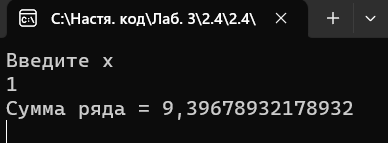 C:\Настя. код\Лаб. 3\2.4\2.4\
Введите x
1
Сумма ряда = 9,39678932178932